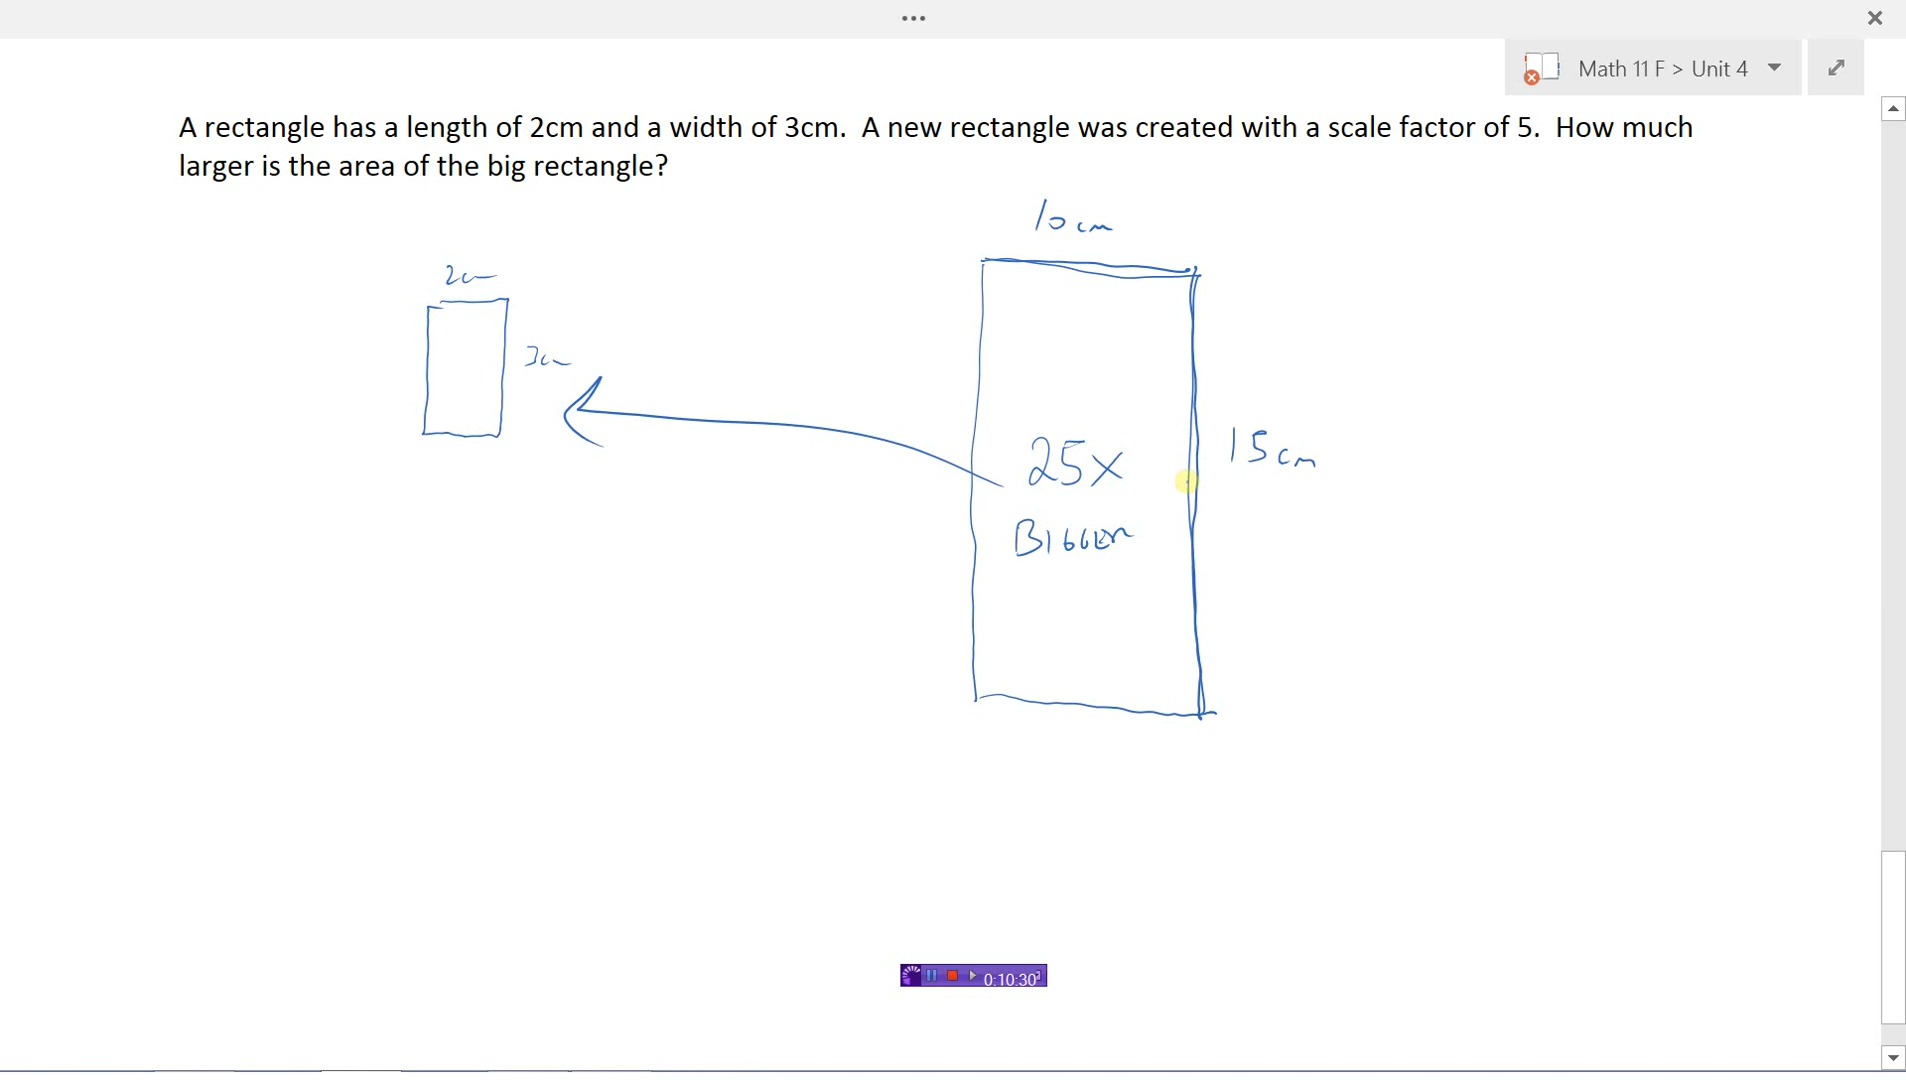 Math 11 F > Unit 4
A rectangle has a length of 2cm and a width of 3cm.  A new rectangle was created with a scale factor of 5.  How much
larger is the area of the big rectangle?
10 cm
2cm
3cm
15 cm
25x
BIGGER
0:10:30